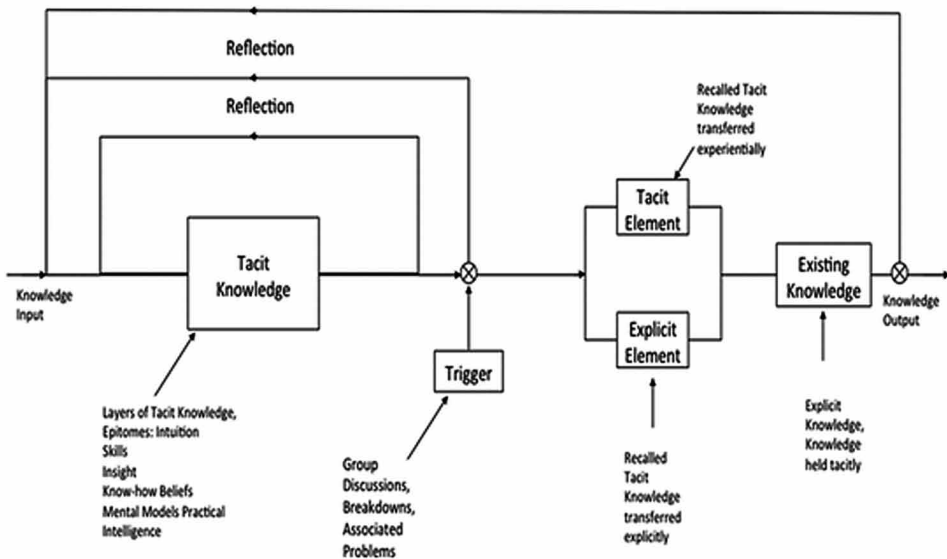 Reflection
Reflection
Recalled Tacit
Knowledge
transferred
experientially
Tacit
Element
Tacit
Knowledge
Existing
Knowledge
Knowledge
Input
Knowledge
Output
Explicit
Element
Trigger
Layers of Tacit Knowledge,
Epitomes: Intuition
Skills
Insight
Know-how Beliefs
Mental Models Practical
Intelligence
Group
Discussions,
Breakdowns,
Associated
Problems
Recalled
Tacit
Knowledge
transferred
explicitly
Explicit
Knowledge,
Knowledge
held tacitly